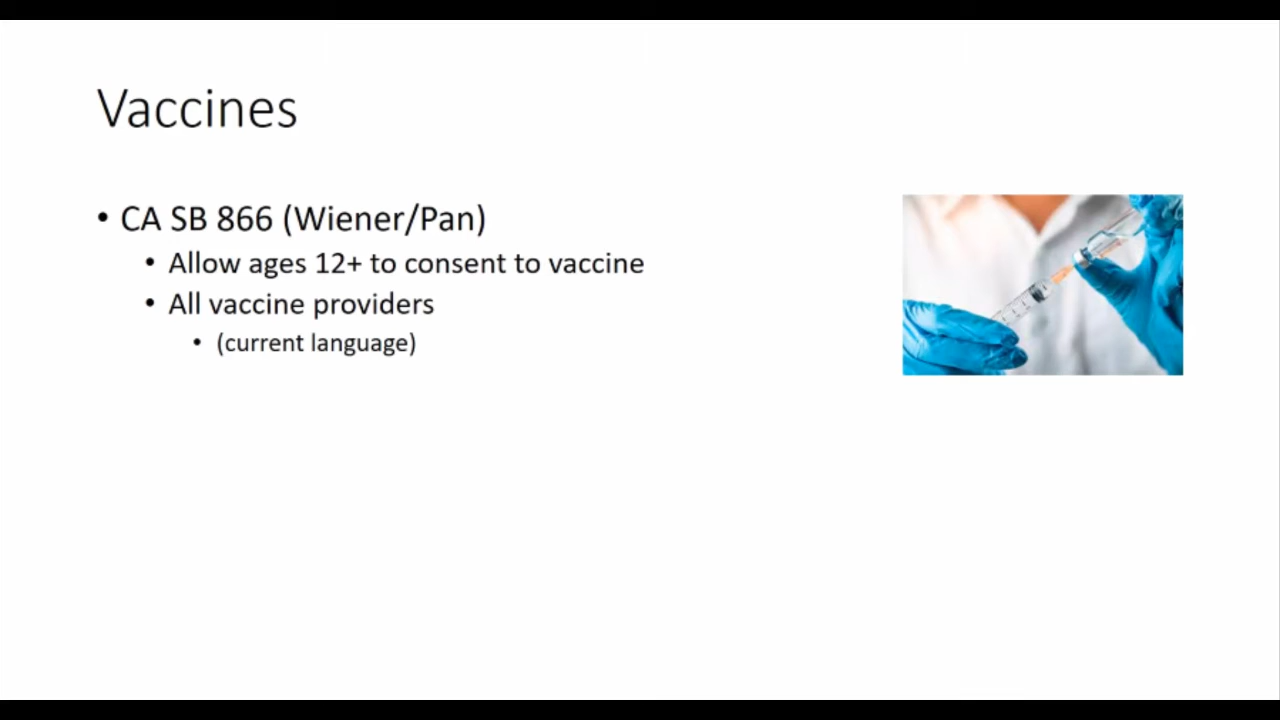 Vaccines
• CA SB 866 (Wiener/Pan)
• Allow ages 12+ to consent to vaccine
• All vaccine providers
• (current language)